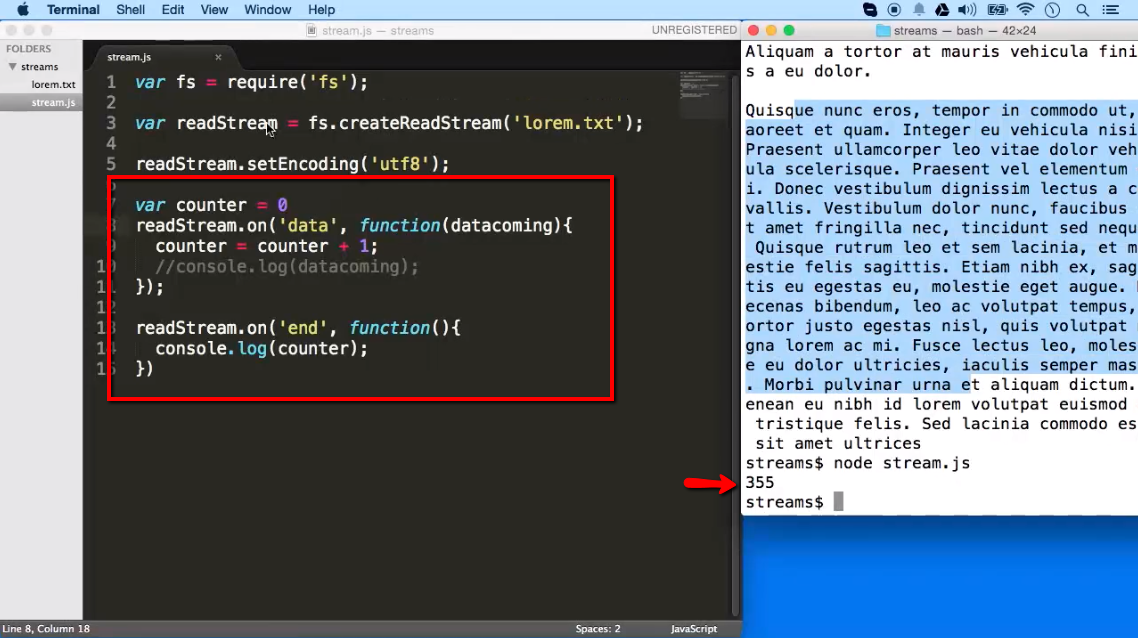 Terminal Shell Edit View Window Help
stream.js — streams
UNREGISTERED
FOLDERS
streams
lorem.txt
stream.js
stream.js ×
1 var fs = require('fs');
2
3 var readStream = fs.createReadStream('lorem.txt');
4
5 readStream.setEncoding('utf8');
var counter = 0
readStream.on('data', function(datacoming){
counter = counter + 1;
10 //console.log(datacoming);
11 });
12
13 readStream.on('end', function(){
14 console.log(counter);
15 })
Line 8, Column 18
Spaces: 2
JavaScript
streams — bash — 42×24
Aliquam a tortor at mauris vehicula fini
s a eu dolor.
Quisque nunc eros, tempor in commodo ut,
aoreet et quam. Integer eu vehicula nisi
Praesent ullamcorper leo vitae dolor veh
ula scelerisque. Praesent vel elementum
i. Donec vestibulum dignissim lectus a c
vallis. Vestibulum dolor nunc, faucibus
t amet fringilla nec, tincidunt sed nequ
Quisque rutrum leo et sem lacinia, et m
estie felis sagittis. Etiam nibh ex, sag
tis eu egestas eu, molestie eget augue.
ecenas bibendum, leo ac volutpat tempus,
ortor justo egestas nisl, quis volutpat
gna lorem ac mi. Fusce lectus leo, moles
e eu dolor ultricies, iaculis semper mas
. Morbi pulvinar urna et aliquam dictum.
enean eu nibh id lorem volutpat euismod
tristique felis. Sed lacinia commodo es
sit amet ultrices
streams$ node stream.js
355
streams$